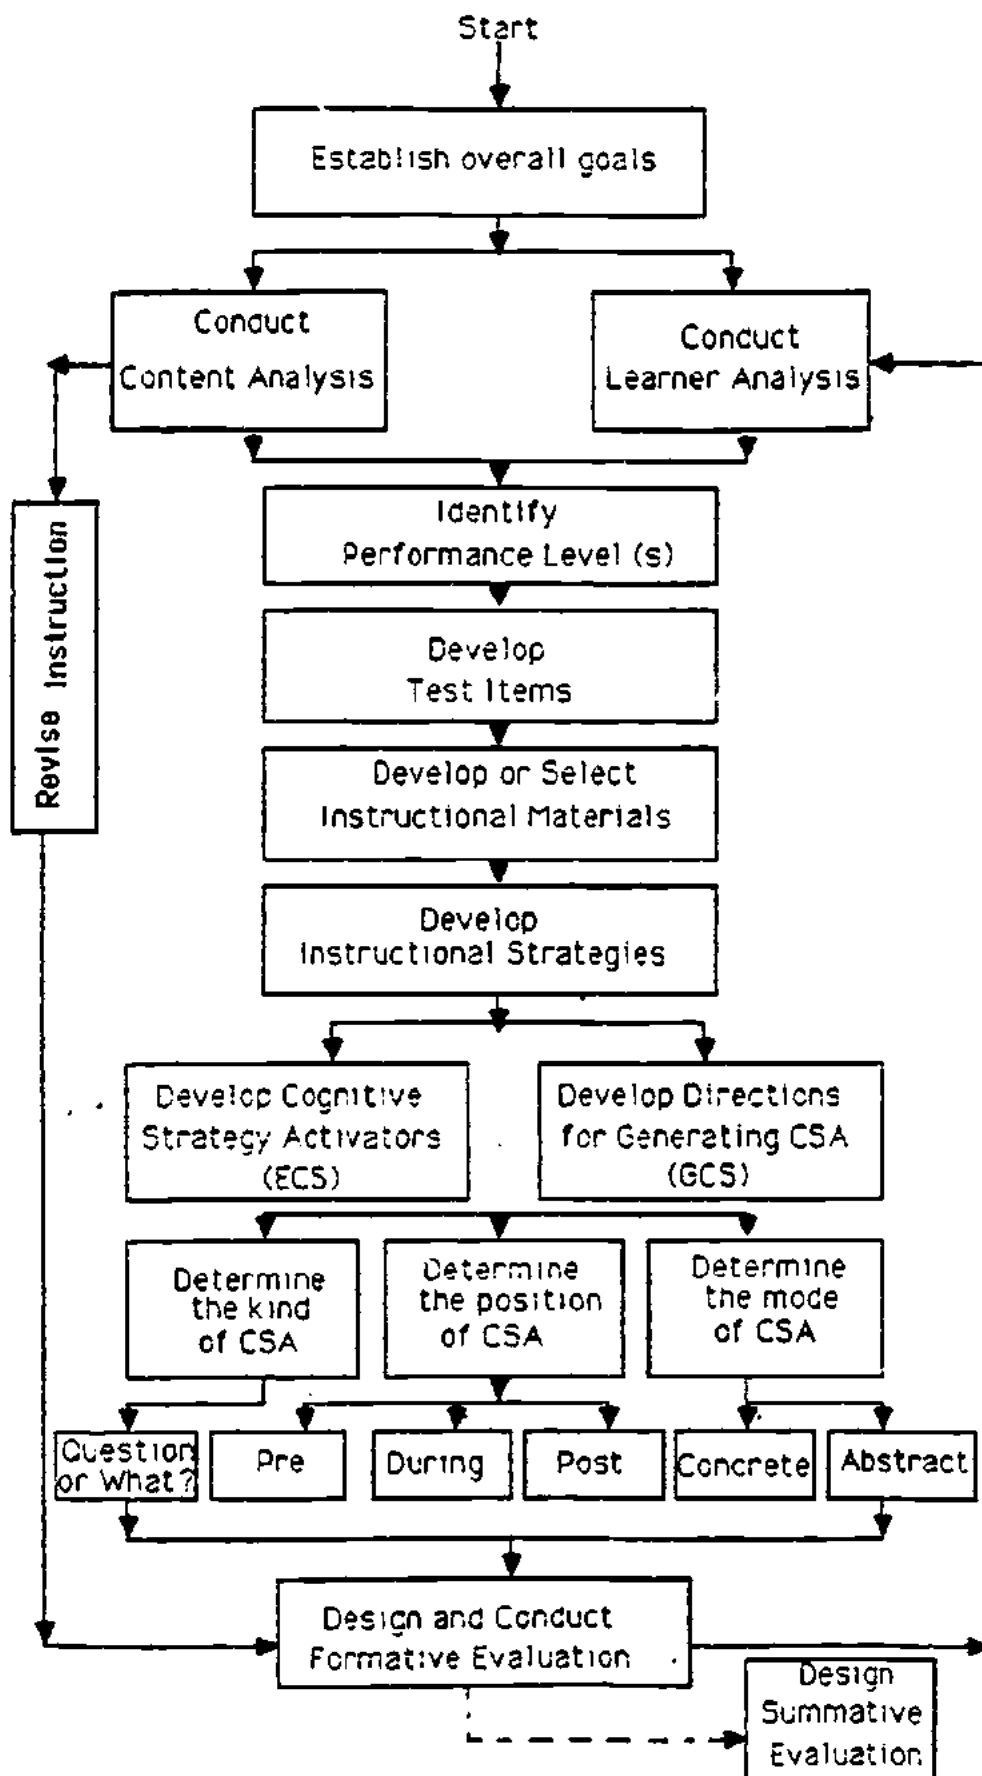 Start
Establish overall goals
Conduct
Content Analysis
Conduct
Learner Analysis
Identify
Performance Level (s)
Revise Instruction
Develop
Test Items
Develop or Select
Instructional Materials
Develop
Instructional Strategies
Develop Cognitive
Strategy Activators
(ECS)
Develop Directions
for Generating CSA
(GCS)
Determine
the kind
of CSA
Determine
the position
of CSA
Determine
the mode
of CSA
Question
or What?
Pre
During
Post
Concrete
Abstract
Design and Conduct
Formative Evaluation
Design
Summative
Evaluation